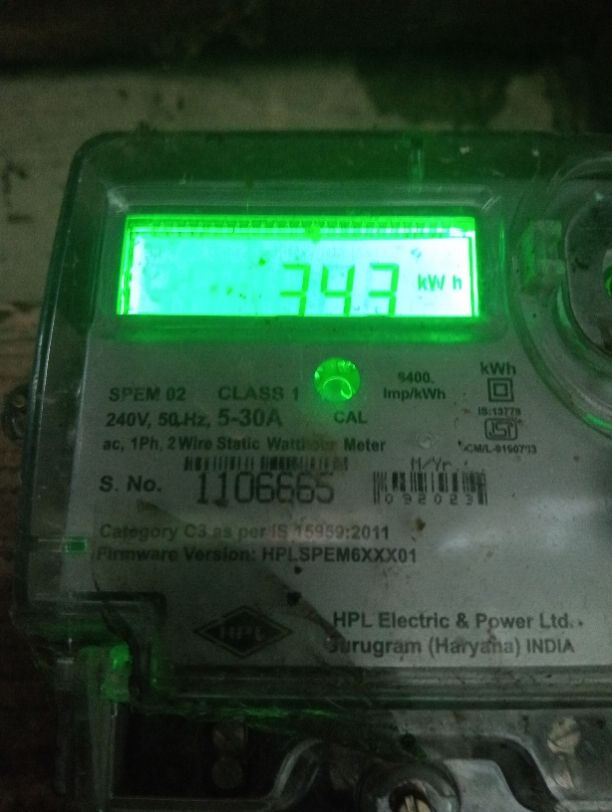 343 kWh
SPEM 02 CLASS 1
6400 Imp/kWh
kWh
240V, 50 Hz, 5-30A
CAL
IS:13779
ac, 1Ph, 2 Wire Static Watthour Meter
M/Yr.
S. No. 1106665
092023
Category C3 as per IS 15959:2011
Firmware Version: HPLSPEM6XXX01
HPL
HPL Electric & Power Ltd.
Gurugram (Haryana) INDIA